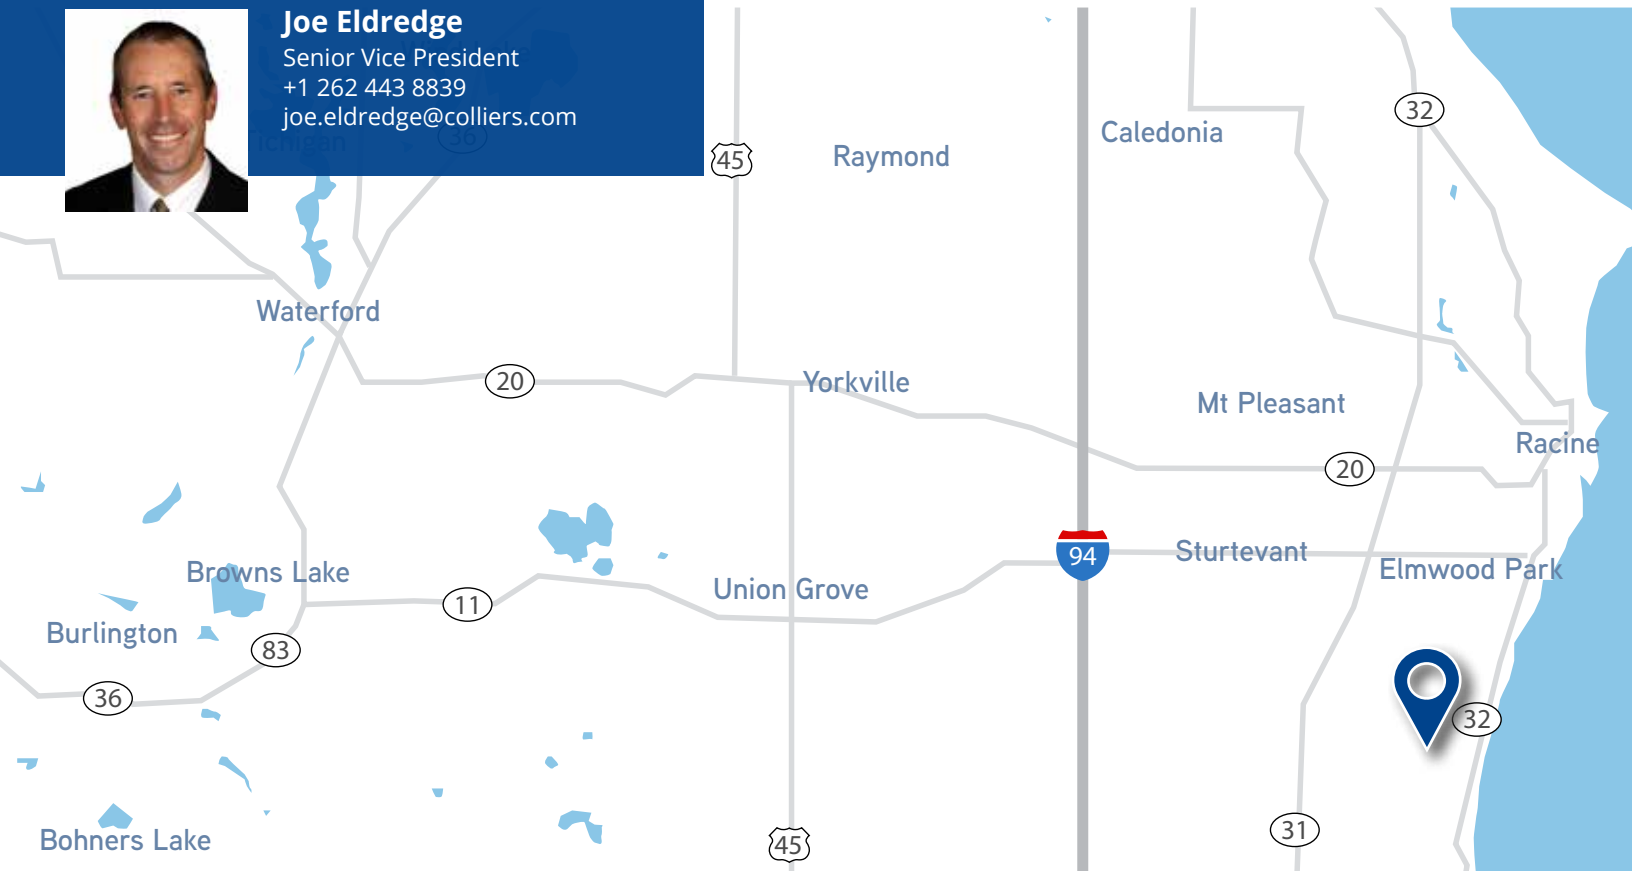 Joe Eldredge
Senior Vice President
+1 262 443 8839
joe.eldredge@colliers.com
Tichigan
36
45
Raymond
Caledonia
32
Waterford
20
Yorkville
Mt Pleasant
Racine
20
94
Sturtevant
Elmwood Park
Browns Lake
Union Grove
11
Burlington
83
36
32
31
45
Bohners Lake